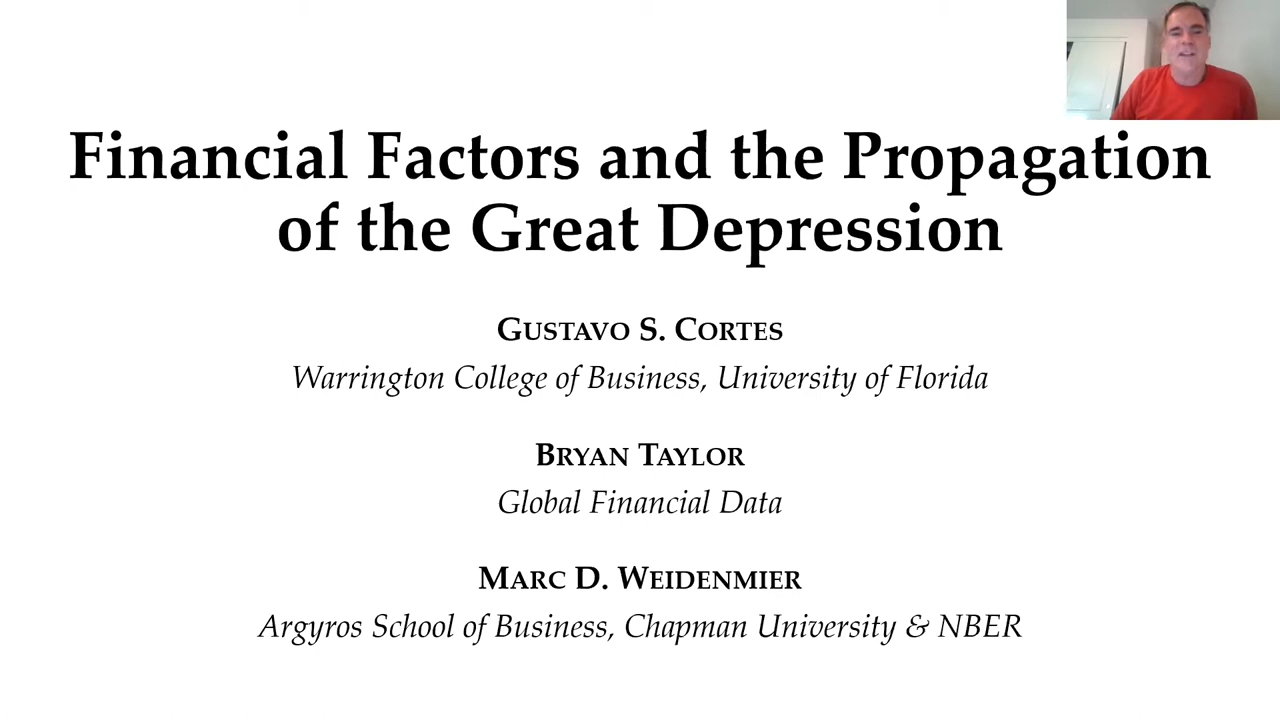 Financial Factors and the Propagation
of the Great Depression
Gustavo S. Cortes
Warrington College of Business, University of Florida
Bryan Taylor
Global Financial Data
Marc D. Weidenmier
Argyros School of Business, Chapman University & NBER